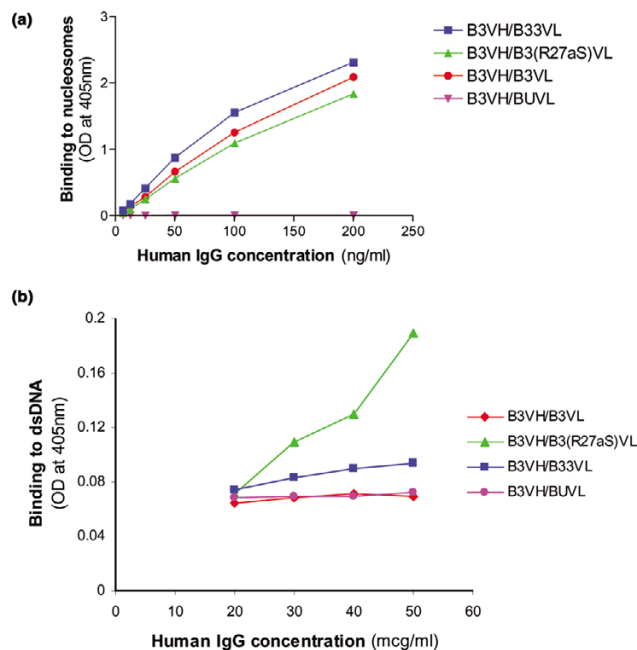 (a)
B3VH/B33VL
B3VH/B3(R27aS)VL
B3VH/B3VL
B3VH/BUVL
Binding to nucleosomes
(OD at 405nm)
3
2
1
0
0
50
100
150
200
250
Human IgG concentration (ng/ml)
(b)
Binding to dsDNA
(OD at 405nm)
0.2
0.16
0.12
0.08
0.04
0
0
10
20
30
40
50
60
B3VH/B3VL
B3VH/B3(R27aS)VL
B3VH/B33VL
B3VH/BUVL
Human IgG concentration (mcg/ml)